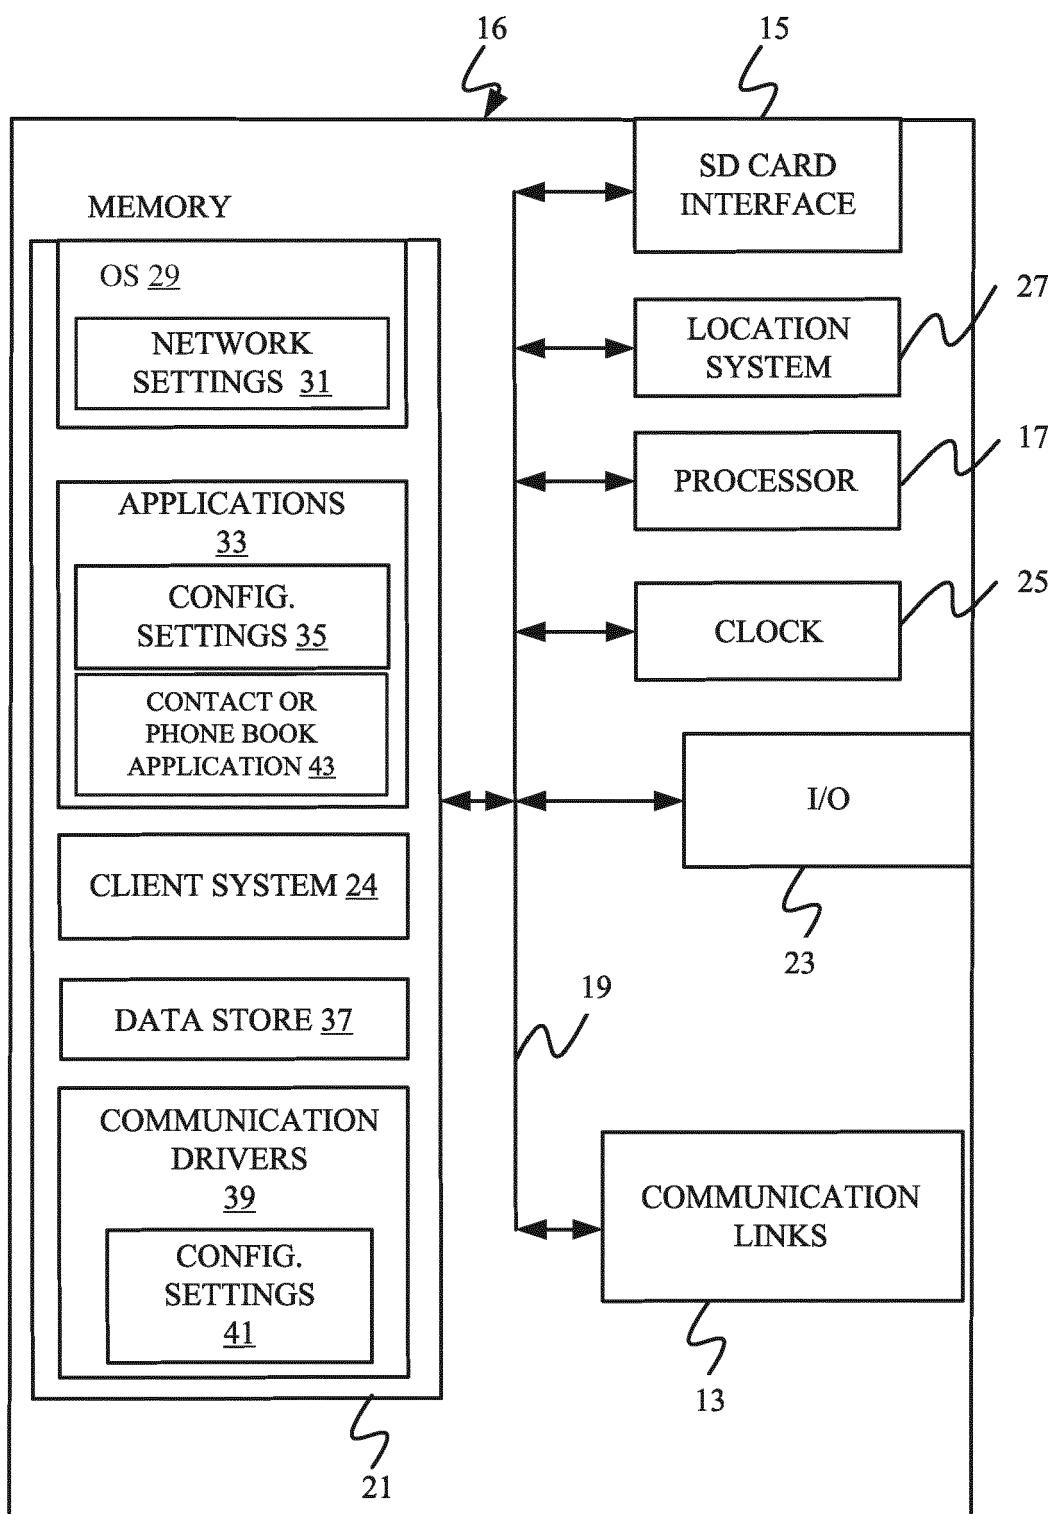 16
15
SD CARD
INTERFACE
MEMORY
OS 29
NETWORK
SETTINGS 31
27
LOCATION
SYSTEM
17
PROCESSOR
APPLICATIONS
33
CONFIG.
SETTINGS 35
CONTACT OR
PHONE BOOK
APPLICATION 43
25
CLOCK
I/O
23
CLIENT SYSTEM 24
DATA STORE 37
19
COMMUNICATION
DRIVERS
39
CONFIG.
SETTINGS
41
COMMUNICATION
LINKS
13
21